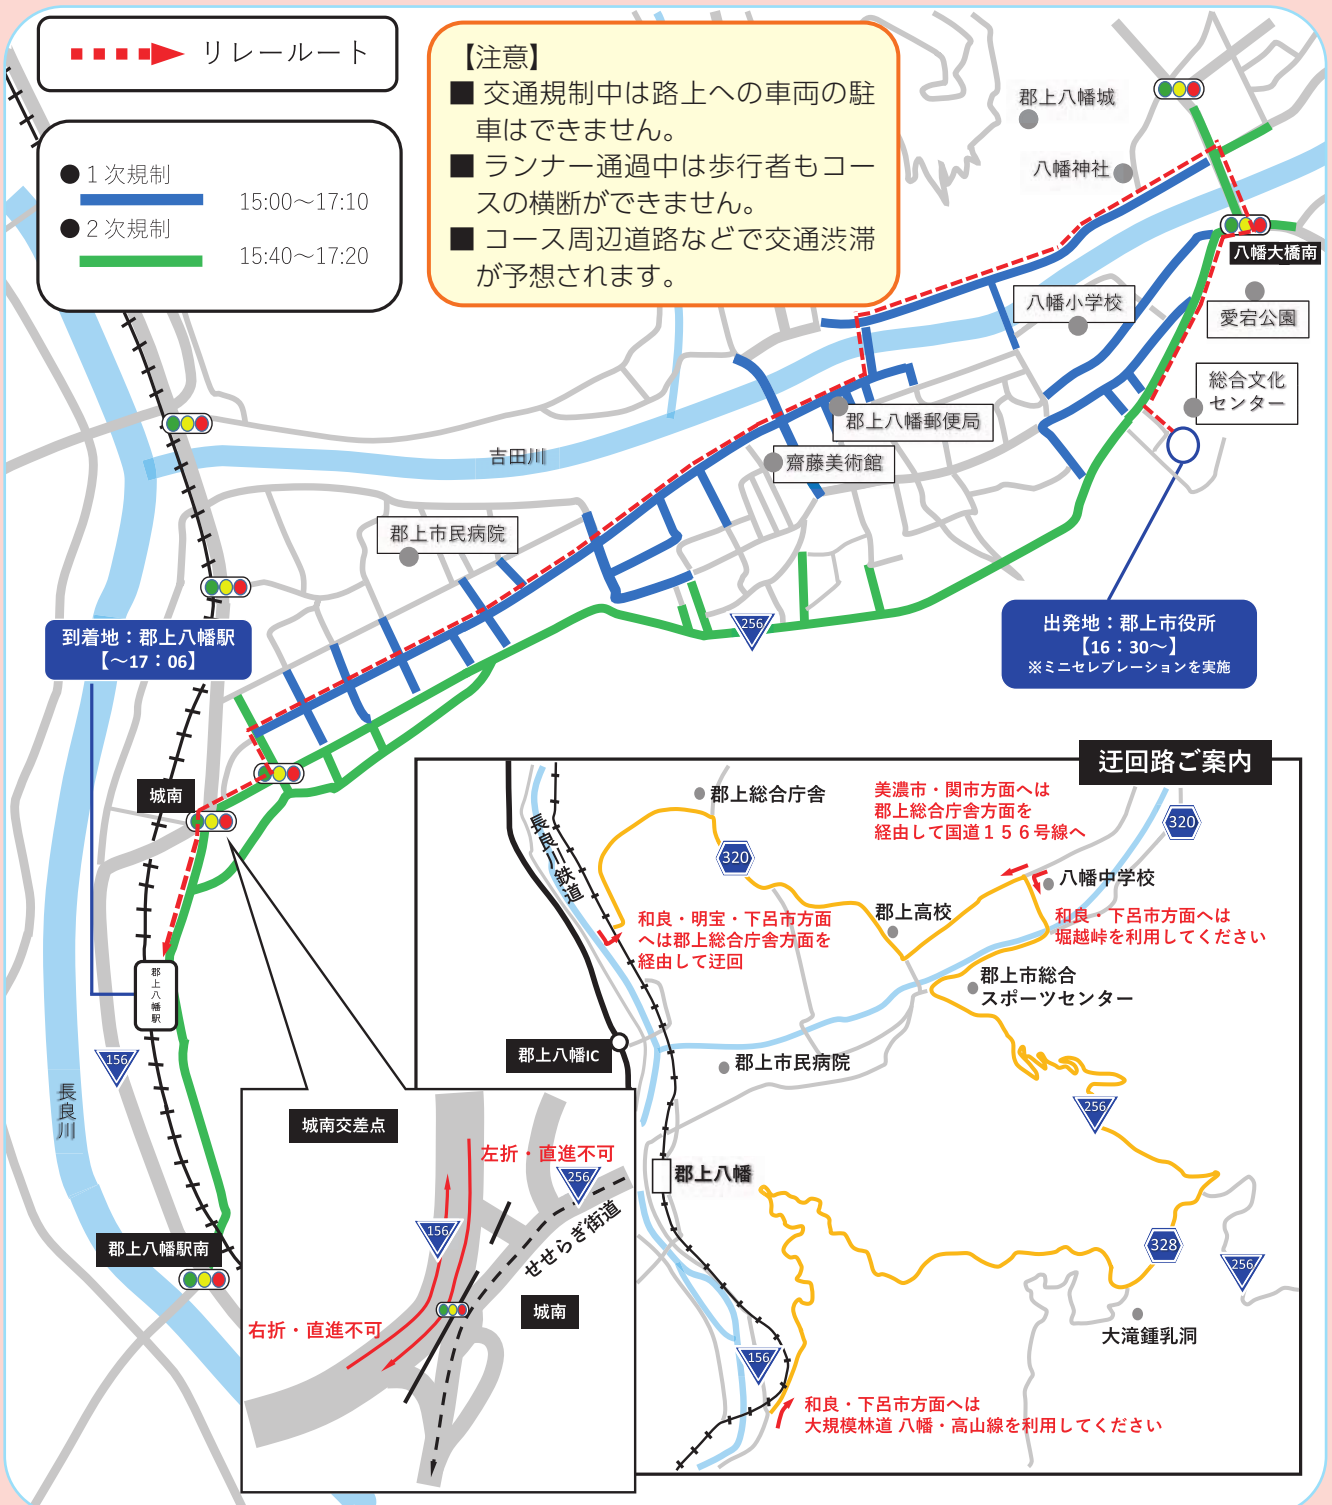 リレールート
● 1 次規制
15:00～17:10
● 2 次規制
15:40～17:20
【注意】
■ 交通規制中は路上への車両の駐
車はできません。
■ ランナー通過中は歩行者もコー
スの横断ができません。
■ コース周辺道路などで交通渋滞
が予想されます。
郡上八幡城
八幡神社
八幡大橋南
八幡小学校
愛宕公園
総合文化
センター
郡上八幡郵便局
齋藤美術館
吉田川
郡上市民病院
256
到着地：郡上八幡駅
【～17：06】
出発地：郡上市役所
【16：30～】
※ミニセレブレーションを実施
城南
郡上八幡駅
156
長良川
郡上八幡駅南
迂回路ご案内
郡上総合庁舎
美濃市・関市方面へは
郡上総合庁舎方面を
経由して国道１５６号線へ
320
320
長良川鉄道
八幡中学校
郡上高校
和良・明宝・下呂市方面
へは郡上総合庁舎方面を
経由して迂回
和良・下呂市方面へは
堀越峠を利用してください
郡上市総合
スポーツセンター
郡上八幡IC
郡上市民病院
256
郡上八幡
328
256
大滝鍾乳洞
156
和良・下呂市方面へは
大規模林道 八幡・高山線を利用してください
城南交差点
左折・直進不可
256
156
せせらぎ街道
城南
右折・直進不可